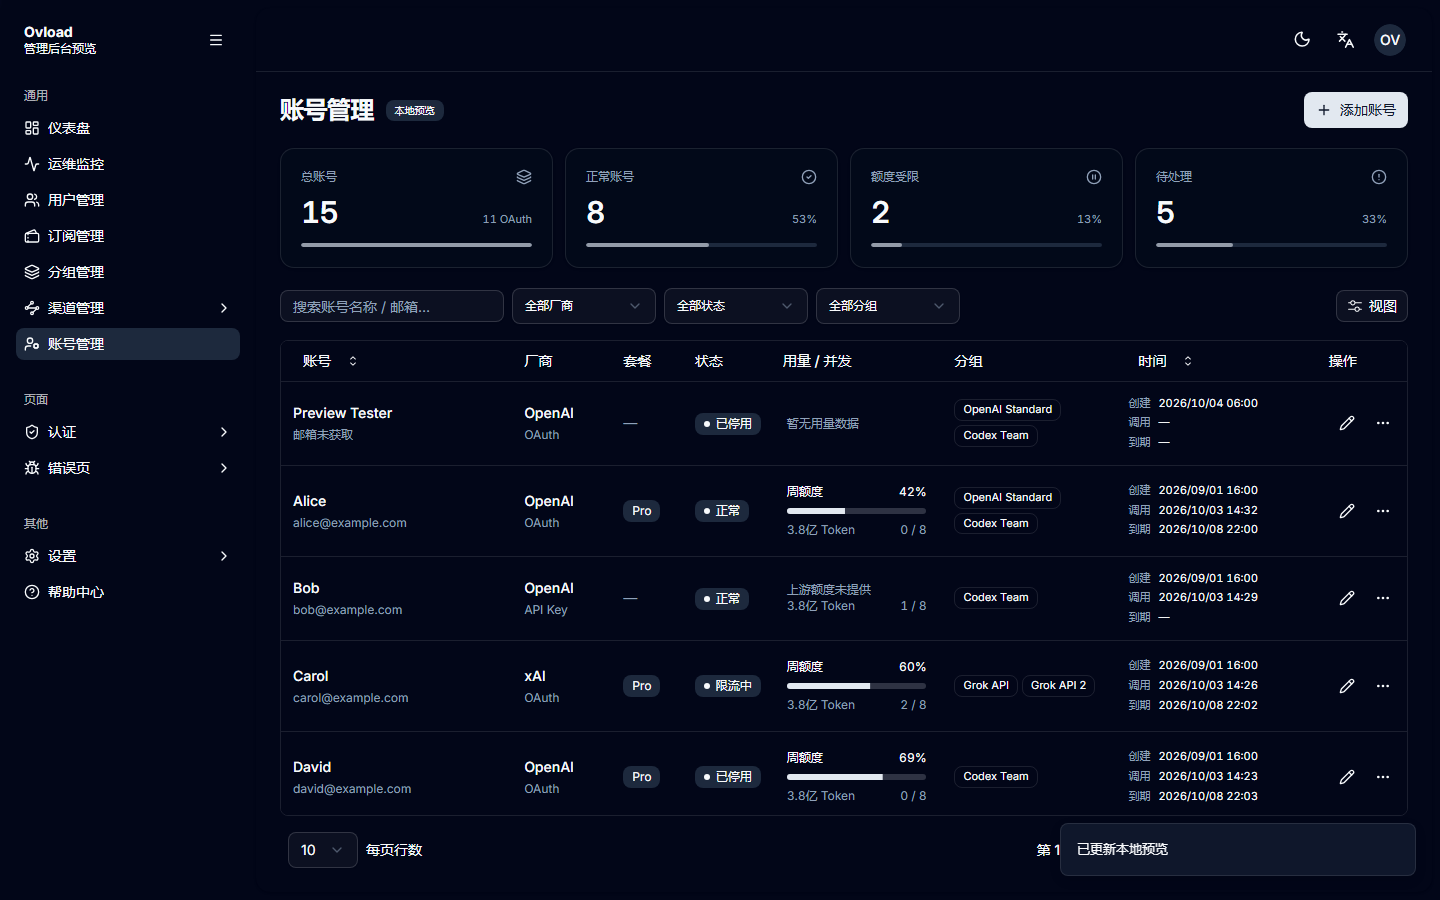 Ovload
管理后台预览
通用
仪表盘
运维监控
用户管理
订阅管理
分组管理
渠道管理
账号管理
页面
认证
错误页
其他
设置
帮助中心
OV
账号管理 本地预览
添加账号
总账号
15 11 OAuth
正常账号
8 53%
额度受限
2 13%
待处理
5 33%
搜索账号名称 / 邮箱... 全部厂商 全部状态 全部分组 视图
账号 厂商 套餐 状态 用量 / 并发 分组 时间 操作
Preview Tester
邮箱未获取
OpenAI
OAuth
—
已停用
暂无用量数据
OpenAI Standard
Codex Team
创建 2026/10/04 06:00
调用 —
到期 —
Alice
alice@example.com
OpenAI
OAuth
Pro
正常
周额度 42%
3.8亿 Token 0 / 8
OpenAI Standard
Codex Team
创建 2026/09/01 16:00
调用 2026/10/03 14:32
到期 2026/10/08 22:00
Bob
bob@example.com
OpenAI
API Key
—
正常
上游额度未提供
3.8亿 Token 1 / 8
Codex Team
创建 2026/09/01 16:00
调用 2026/10/03 14:29
到期 —
Carol
carol@example.com
xAI
OAuth
Pro
限流中
周额度 60%
3.8亿 Token 2 / 8
Grok API Grok API 2
创建 2026/09/01 16:00
调用 2026/10/03 14:26
到期 2026/10/08 22:02
David
david@example.com
OpenAI
OAuth
Pro
已停用
周额度 69%
3.8亿 Token 0 / 8
Codex Team
创建 2026/09/01 16:00
调用 2026/10/03 14:23
到期 2026/10/08 22:03
10 每页行数
第 1
已更新本地预览